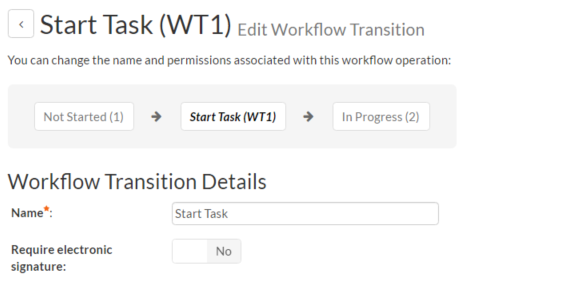 Start Task (WT1) Edit Workflow Transition
You can change the name and permissions associated with this workflow operation:
Not Started (1) → Start Task (WT1) → In Progress (2)
Workflow Transition Details
Name*: Start Task
Require electronic
signature: No